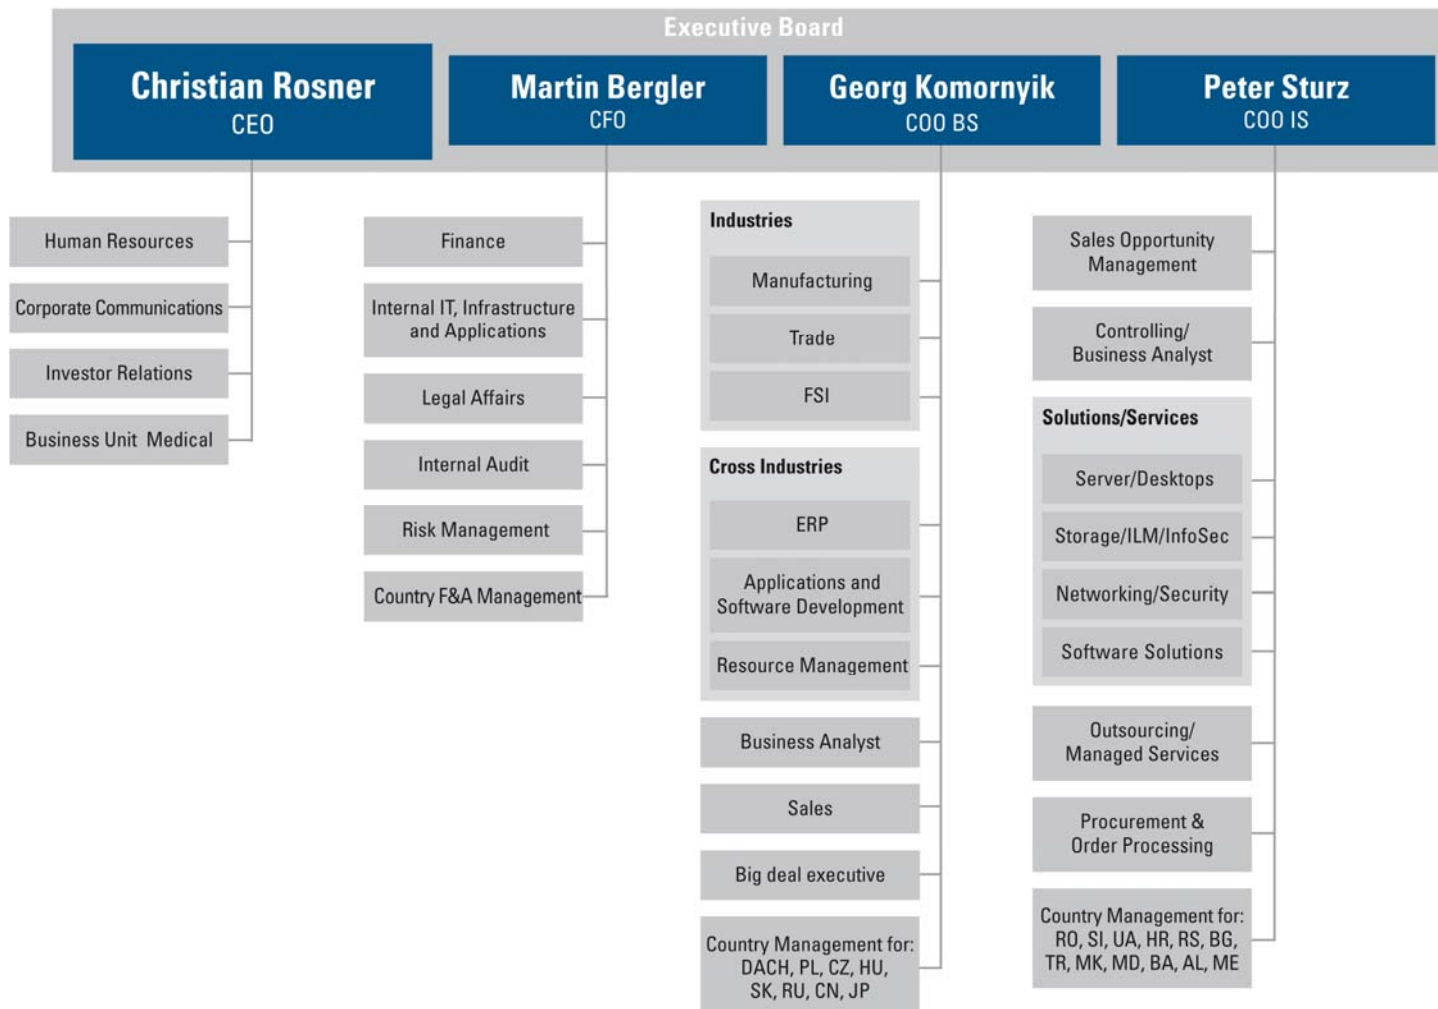 Executive Board
Christian Rosner
CEO
Martin Bergler
CFO
Georg Komornyik
COO BS
Peter Sturz
COO IS
Human Resources
Corporate Communications
Investor Relations
Business Unit Medical
Finance
Internal IT, Infrastructure
and Applications
Legal Affairs
Internal Audit
Risk Management
Country F&A Management
Industries
Manufacturing
Trade
FSI
Cross Industries
ERP
Applications and
Software Development
Resource Management
Business Analyst
Sales
Big deal executive
Country Management for:
DACH, PL, CZ, HU,
SK, RU, CN, JP
Sales Opportunity
Management
Controlling/
Business Analyst
Solutions/Services
Server/Desktops
Storage/ILM/InfoSec
Networking/Security
Software Solutions
Outsourcing/
Managed Services
Procurement &
Order Processing
Country Management for:
RO, SI, UA, HR, RS, BG,
TR, MK, MD, BA, AL, ME